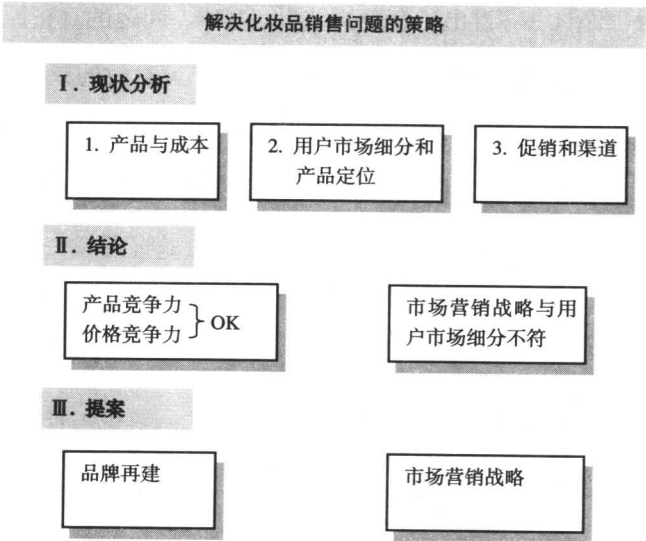 解决化妆品销售问题的策略
Ⅰ. 现状分析
1. 产品与成本
2. 用户市场细分和
产品定位
3. 促销和渠道
Ⅱ. 结论
产品竞争力
价格竞争力
OK
市场营销战略与用
户市场细分不符
Ⅲ. 提案
品牌再建
市场营销战略